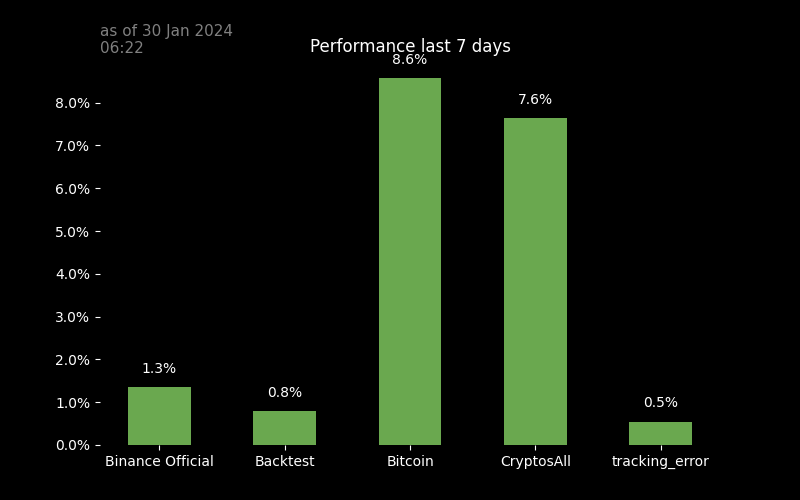 as of 30 Jan 2024
06:22
Performance last 7 days
8.6%
8.0%
7.6%
7.0%
6.0%
5.0%
4.0%
3.0%
2.0%
1.3%
1.0%
0.8%
0.5%
0.0%
Binance Official
Backtest
Bitcoin
CryptosAll
tracking_error